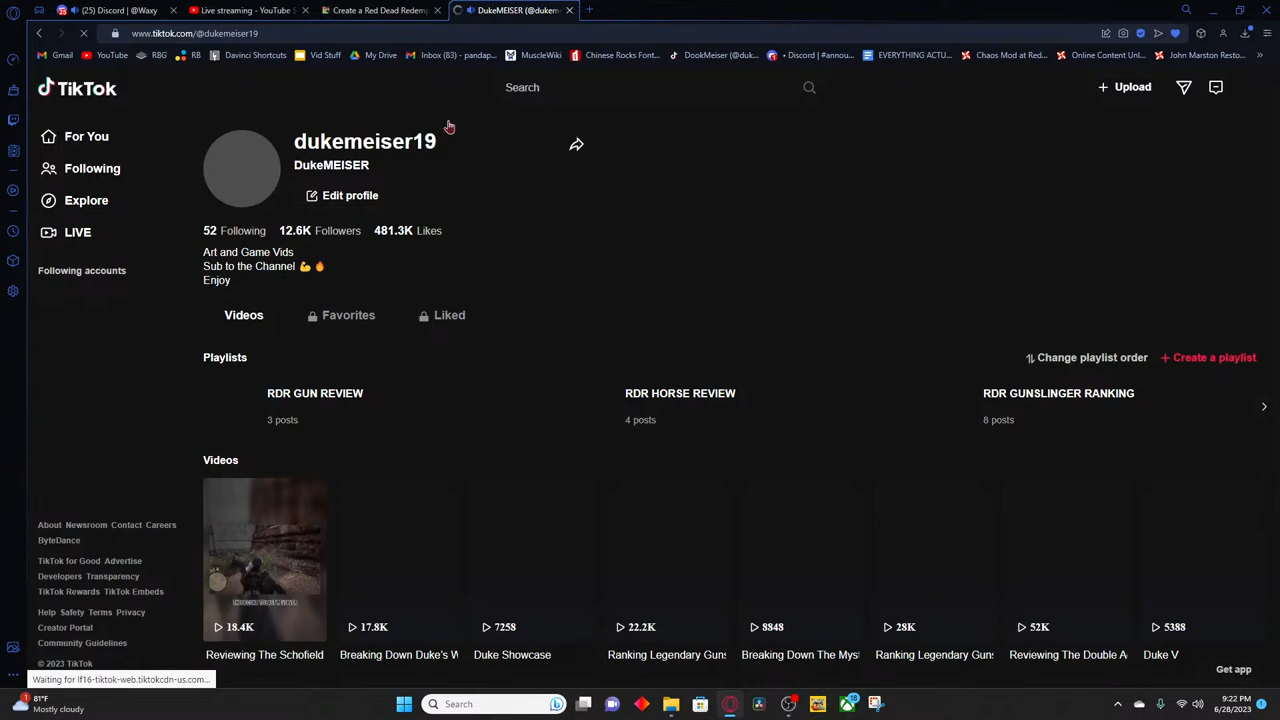 (25) Discord | @Waxy
Live streaming - YouTube S
Create a Red Dead Redemp
DukeMEISER (@dukem
www.tiktok.com/@dukemeiser19
Gmail YouTube RBG RB Davinci Shortcuts Vid Stuff My Drive Inbox (83) - pandap... MuscleWiki Chinese Rocks Fonc... DookMeiser (@duk... • Discord | #annou... EVERYTHING ACTU... Chaos Mod at Red... Online Content Unl... John Marston Resto...
TikTok
Search
Upload
For You
Following
Explore
LIVE
Following accounts
dukemeiser19
DukeMEISER
Edit profile
52 Following 12.6K Followers 481.3K Likes
Art and Game Vids
Sub to the Channel 💪 🔥
Enjoy
Videos Favorites Liked
Playlists
Change playlist order + Create a playlist
RDR GUN REVIEW RDR HORSE REVIEW RDR GUNSLINGER RANKING
3 posts 4 posts 8 posts
Videos
18.4K 17.8K 7258 22.2K 8848 28K 52K 5388
Reviewing The Schofield Breaking Down Duke's W Duke Showcase Ranking Legendary Guns Breaking Down The Mys Ranking Legendary Guns Reviewing The Double A Duke V
About Newsroom Contact Careers
ByteDance
TikTok for Good Advertise
Developers Transparency
TikTok Rewards TikTok Embeds
Help Safety Terms Privacy
Creator Portal
Community Guidelines
© 2023 TikTok
Get app
Waiting for lf16-tiktok-web.tiktokcdn-us.com...
1
81°F
Mostly cloudy
Search
18
9:22 PM
6/28/2023